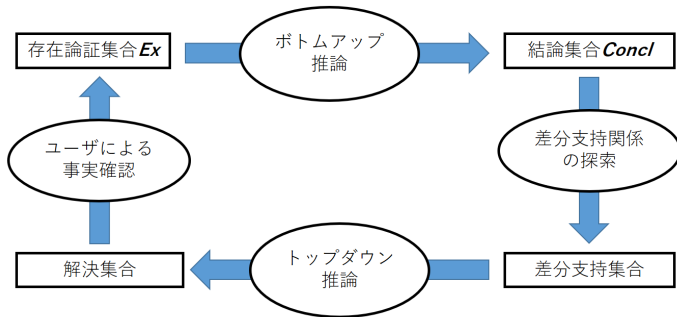 存在論証集合Ex
ボトムアップ
推論
結論集合Concl
ユーザによる
事実確認
差分支持関係
の探索
解決集合
トップダウン
推論
差分支持集合